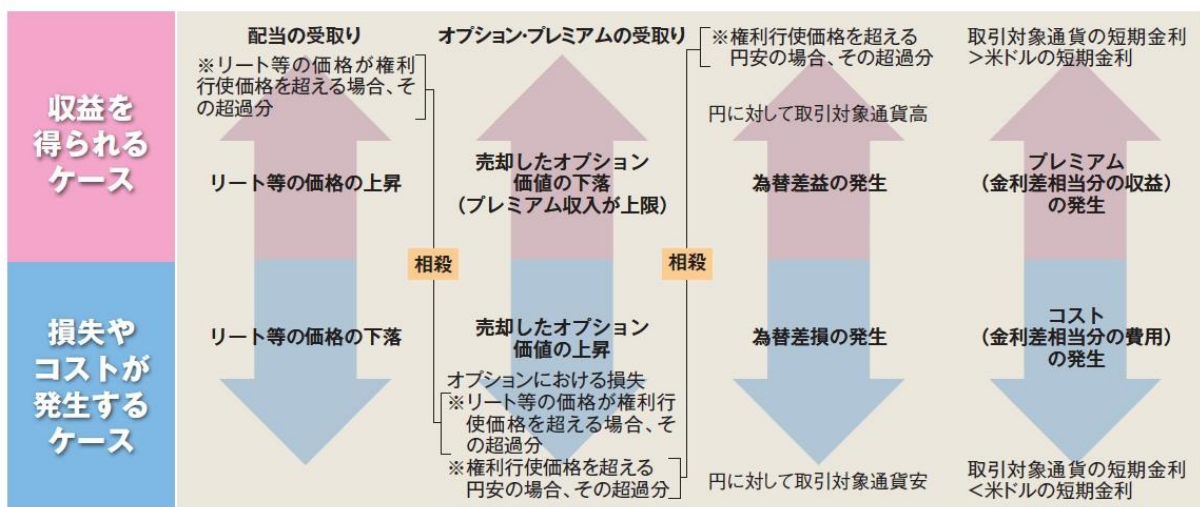 収益を
得られる
ケース
配当の受取り
※リート等の価格が権利
行使価格を超える場合、そ
の超過分
リート等の価格の上昇
オプション・プレミアムの受取り
売却したオプション
価値の下落
(プレミアム収入が上限)
※権利行使価格を超える
円安の場合、その超過分
円に対して取引対象通貨高
為替差益の発生
取引対象通貨の短期金利
>米ドルの短期金利
プレミアム
(金利差相当分の収益)
の発生
相殺
相殺
損失や
コストが
発生する
ケース
リート等の価格の下落
売却したオプション
価値の上昇
オプションにおける損失
※リート等の価格が権利行
使価格を超える場合、そ
の超過分
※権利行使価格を超える
円安の場合、その超過分
為替差損の発生
円に対して取引対象通貨安
コスト
(金利差相当分の費用)
の発生
取引対象通貨の短期金利
<米ドルの短期金利